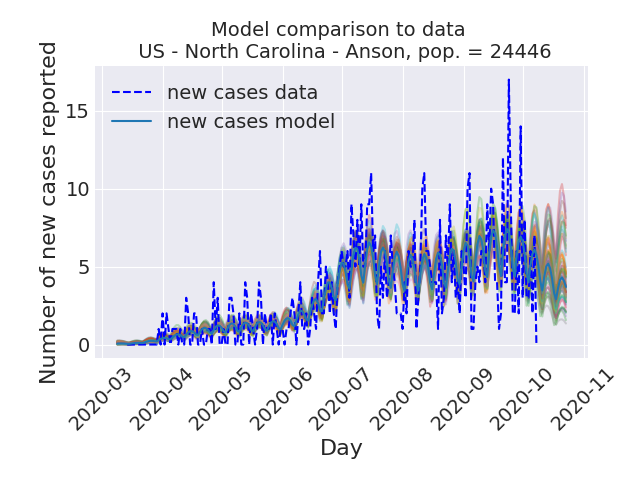 Model comparison to data
US - North Carolina - Anson, pop. = 24446
new cases data
new cases model
Number of new cases reported
15
10
5
0
2020-03
2020-04
2020-05
2020-06
2020-07
2020-08
2020-09
2020-10
2020-11
Day